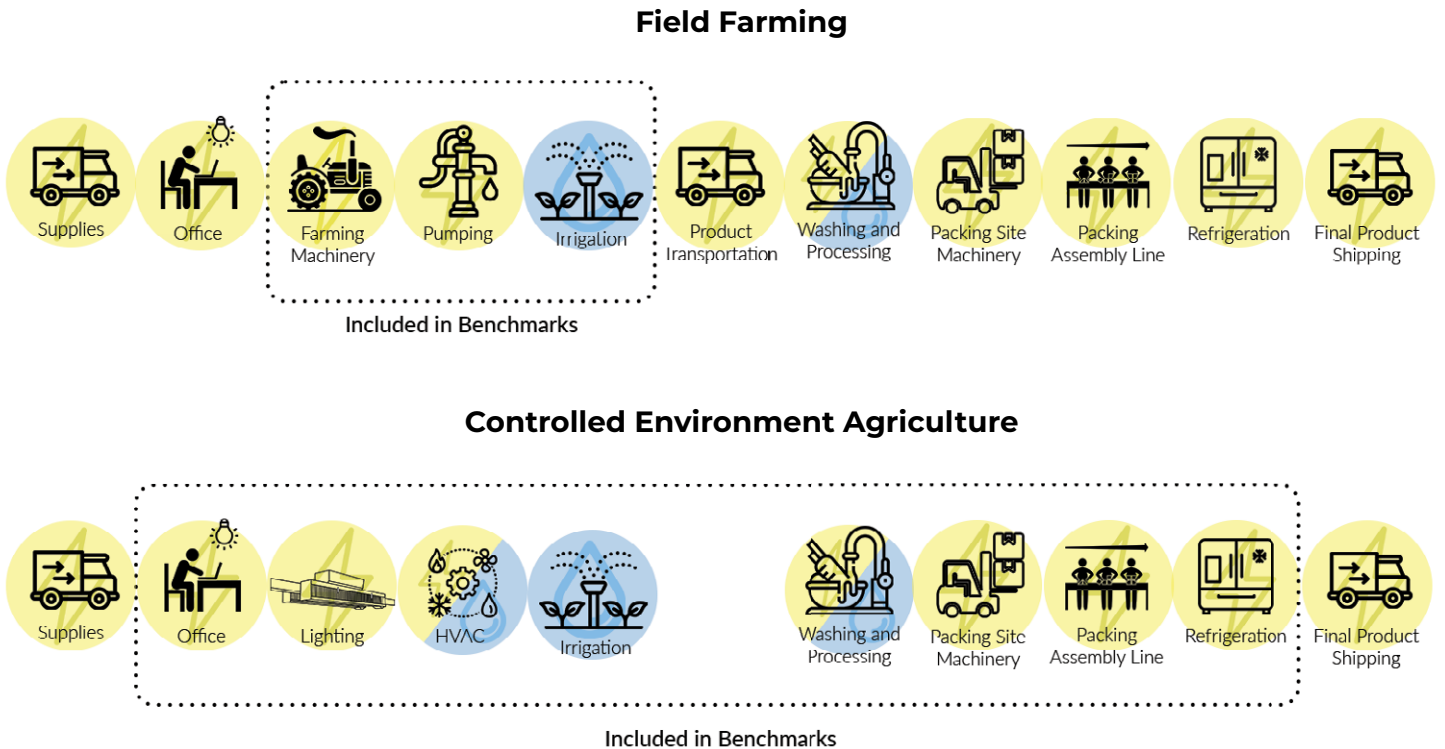 Field Farming
Supplies
Office
Farming
Machinery
Pumping
Irrigation
Product
Transportation
Washing and
Processing
Packing Site
Machinery
Packing
Assembly Line
Refrigeration
Final Product
Shipping
Included in Benchmarks
Controlled Environment Agriculture
Supplies
Office
Lighting
HVAC
Irrigation
Washing and
Processing
Packing Site
Machinery
Packing
Assembly Line
Refrigeration
Final Product
Shipping
Included in Benchmarks